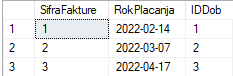 SifraFakture RokPlacanja IDDob
1 1 2022-02-14 1
2 2 2022-03-07 2
3 3 2022-04-17 3